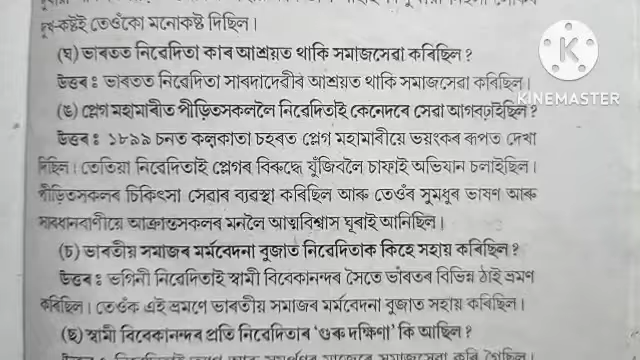 দুখ-কষ্টই তেওঁকো মনোকষ্ট দিছিল।
(ঘ) ভাৰতত নিৱেদিতা কাৰ আশ্ৰয়ত থাকি সমাজসেৱা কৰিছিল ?
উত্তৰ : ভাৰতত নিৱেদিতা সাৰদাদেৱীৰ আশ্ৰয়ত থাকি সমাজসেৱা কৰিছিল।
(ঙ) প্লেগ মহামাৰীত পীড়িতসকললৈ নিৱেদিতাই কেনেদৰে সেৱা আগবঢ়াইছিল ?
উত্তৰ : ১৮৯৯ চনত কলকাতা চহৰত প্লেগ মহামাৰীয়ে ভয়ংকৰ ৰূপত দেখা
দিছিল। তেতিয়া নিৱেদিতাই প্লেগৰ বিৰুদ্ধে যুঁজিবলৈ চাফাই অভিযান চলাইছিল।
পীড়িতসকলৰ চিকিৎসা সেৱাৰ ব্যৱস্থা কৰিছিল আৰু তেওঁৰ সুমধুৰ ভাষণ আৰু
সাৱধানবাণীয়ে আক্ৰান্তসকলৰ মনলৈ আত্মবিশ্বাস ঘূৰাই আনিছিল।
(চ) ভাৰতীয় সমাজৰ মৰ্মবেদনা বুজাত নিৱেদিতাক কিহে সহায় কৰিছিল ?
উত্তৰ : ভগিনী নিৱেদিতাই স্বামী বিবেকানন্দৰ সৈতে ভাৰতৰ বিভিন্ন ঠাই ভ্ৰমণ
কৰিছিল। তেওঁক এই ভ্ৰমণে ভাৰতীয় সমাজৰ মৰ্মবেদনা বুজাত সহায় কৰিছিল।
(ছ) স্বামী বিবেকানন্দৰ প্ৰতি নিৱেদিতাৰ 'গুৰু দক্ষিণা' কি আছিল ?
KINEMASTER